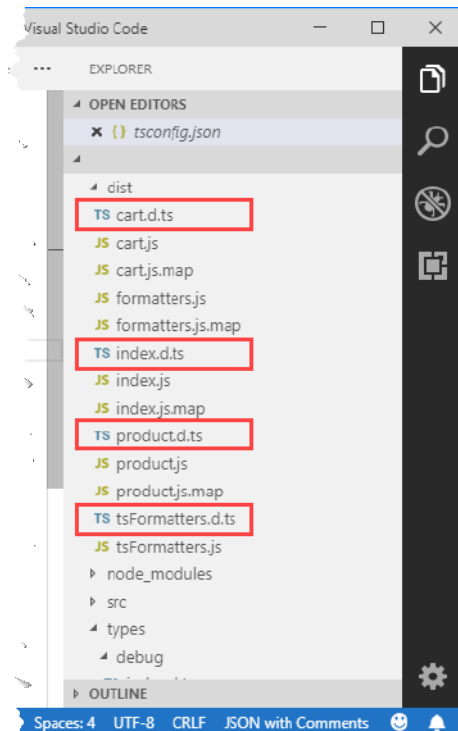 Visual Studio Code
EXPLORER
OPEN EDITORS
{} tsconfig.json
dist
TS cart.d.ts
JS cart.js
JS cart.js.map
JS formatters.js
JS formatters.js.map
TS index.d.ts
JS index.js
JS index.js.map
TS product.d.ts
JS product.js
JS product.js.map
TS tsFormatters.d.ts
JS tsFormatters.js
node_modules
src
types
debug
OUTLINE
Spaces: 4 UTF-8 CRLF JSON with Comments